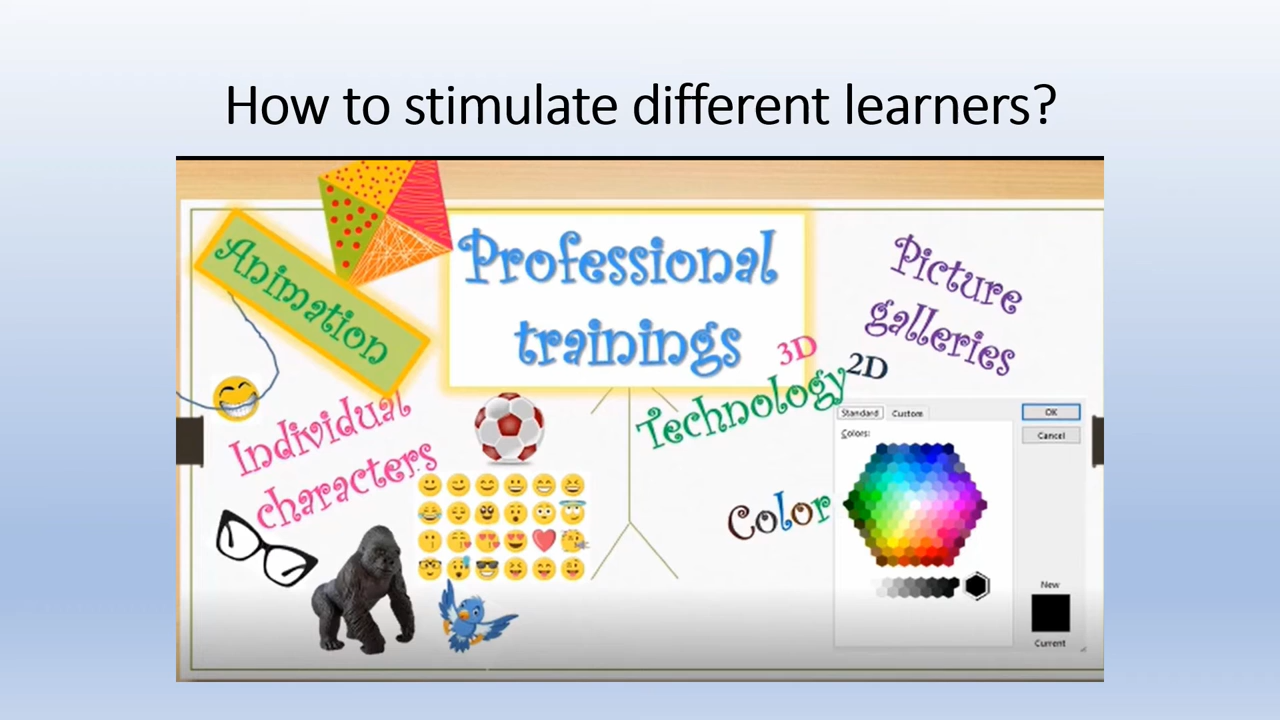 How to stimulate different learners?
Animation
Professional
trainings
Picture
galleries
3D
2D
Technology
Individual
characters
Color
Standard
Custom
Colors:
OK
Cancel
New
Current